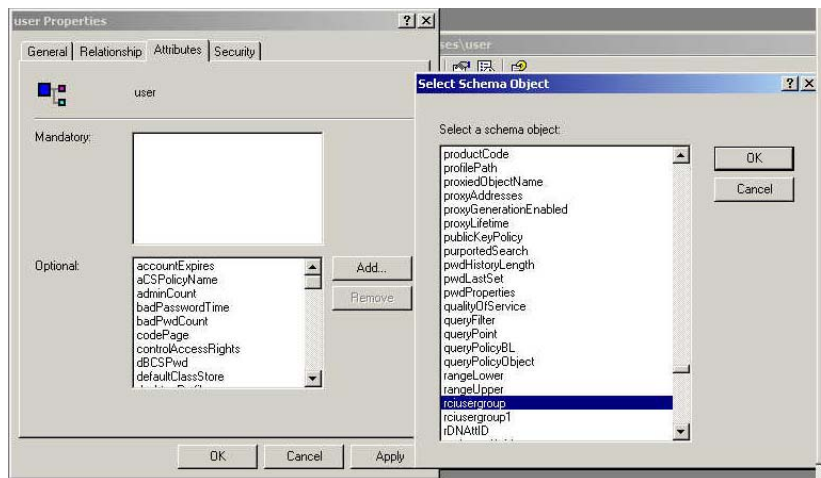 user Properties
General
Relationship
Attributes
Security
user
Mandatory:
Optional:
accountExpires
aCSPolicyName
adminCount
badPasswordTime
badPwdCount
codePage
controlAccessRights
dBCSPwd
defaultClassStore
Add...
Remove
OK
Cancel
Apply
ses\user
Select Schema Object
Select a schema object:
productCode
profilePath
proxiedObjectName
proxyAddresses
proxyGenerationEnabled
proxyLifetime
publicKeyPolicy
purportedSearch
pwdHistoryLength
pwdLastSet
pwdProperties
qualityOfService
queryFilter
queryPoint
queryPolicyBL
queryPolicyObject
rangeLower
rangeUpper
rciusergroup
rciusergroup1
rDNAttID
OK
Cancel